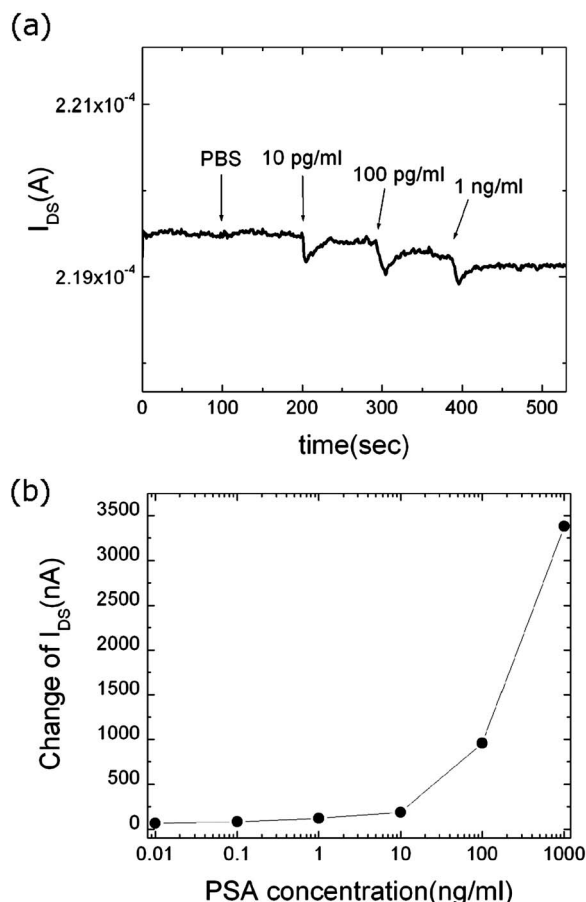 (a)
2.21x10⁻⁴
PBS
10 pg/ml
100 pg/ml
1 ng/ml
I_DS(A)
2.19x10⁻⁴
0 100 200 300 400 500
time(sec)
(b)
3500
3000
2500
2000
1500
1000
500
0
Change of I_DS(nA)
0.01 0.1 1 10 100 1000
PSA concentration(ng/ml)